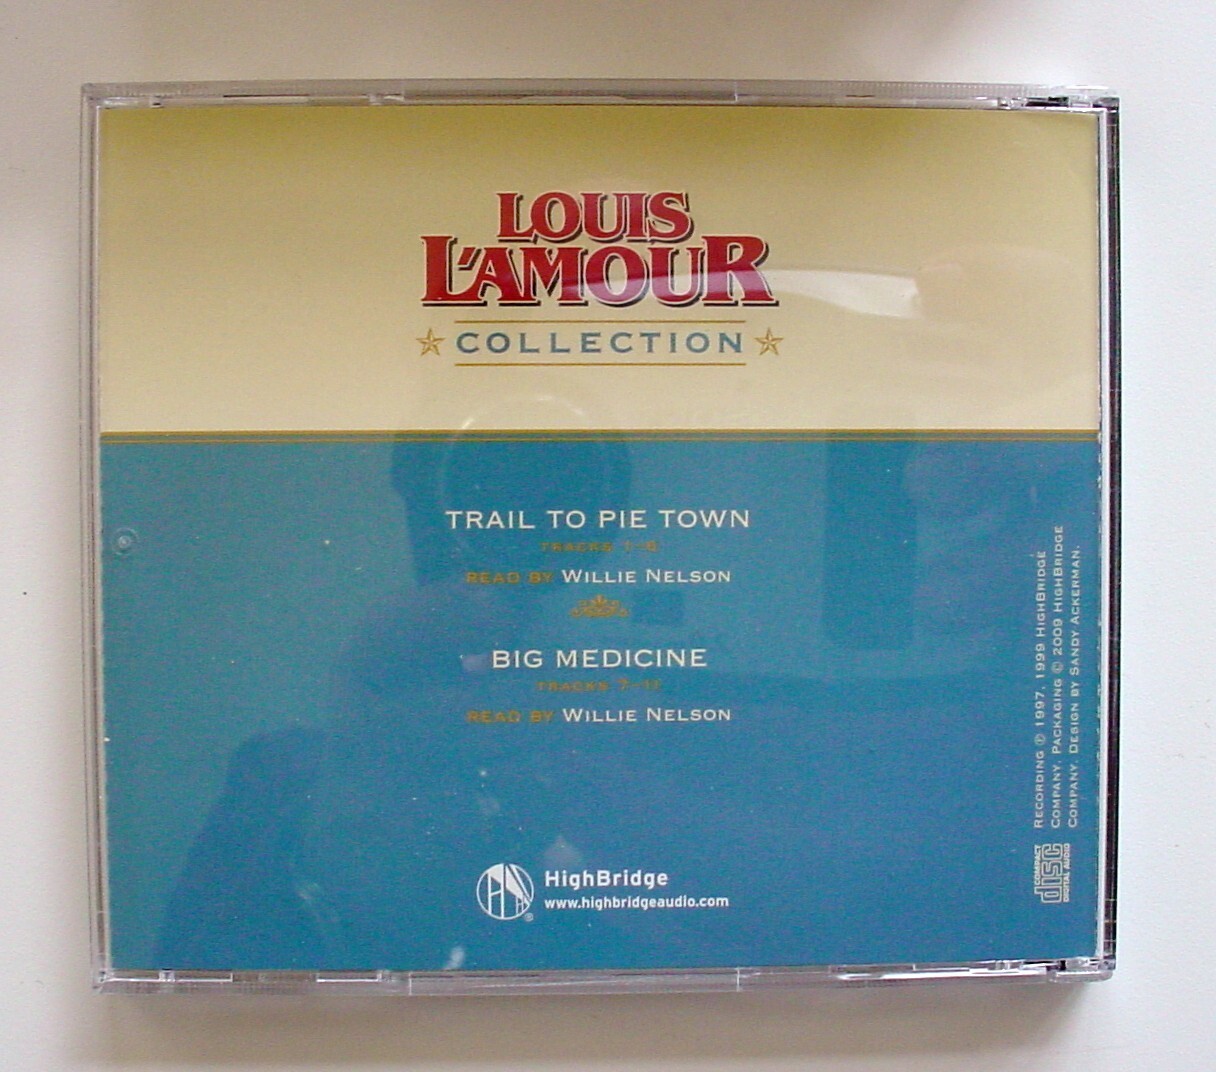 LOUIS
L'AMOUR
COLLECTION
TRAIL TO PIE TOWN
TRACKS 1–6
READ BY WILLIE NELSON
BIG MEDICINE
TRACKS 7–11
READ BY WILLIE NELSON
HighBridge
www.highbridgeaudio.com
RECORDING ℗ 1997, 1999 HIGHBRIDGE
COMPANY. PACKAGING © 2009 HIGHBRIDGE
COMPANY. DESIGN BY SANDY ACKERMAN.
COMPACT
disc
DIGITAL AUDIO